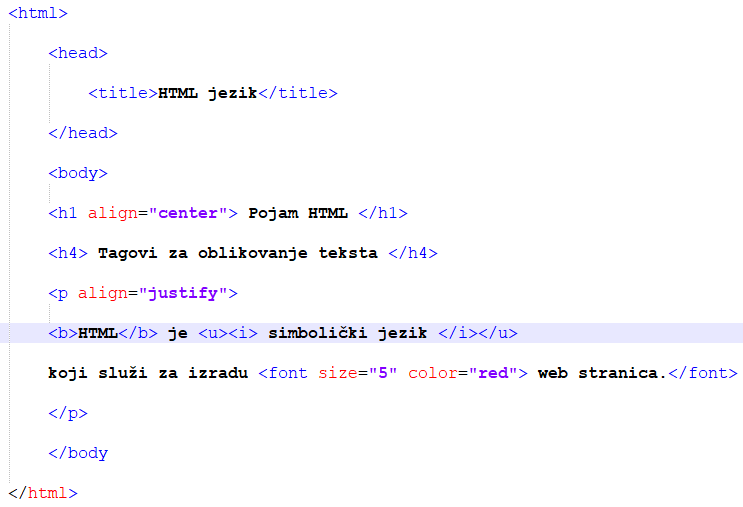 <html>
<head>
<title>HTML jezik</title>
</head>
<body>
<h1 align="center"> Pojam HTML </h1>
<h4> Tagovi za oblikovanje teksta </h4>
<p align="justify">
<b>HTML</b> je <u><i> simbolički jezik </i></u>
koji služi za izradu <font size="5" color="red"> web stranica.</font>
</p>
</body
</html>